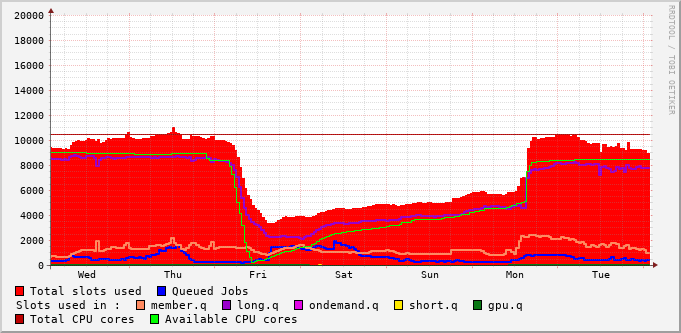 20000
18000
16000
14000
12000
10000
8000
6000
4000
2000
0
Wed Thu Fri Sat Sun Mon Tue
RRDTOOL / TOBI OETIKER
Total slots used Queued Jobs
Slots used in : member.q long.q ondemand.q short.q gpu.q
Total CPU cores Available CPU cores